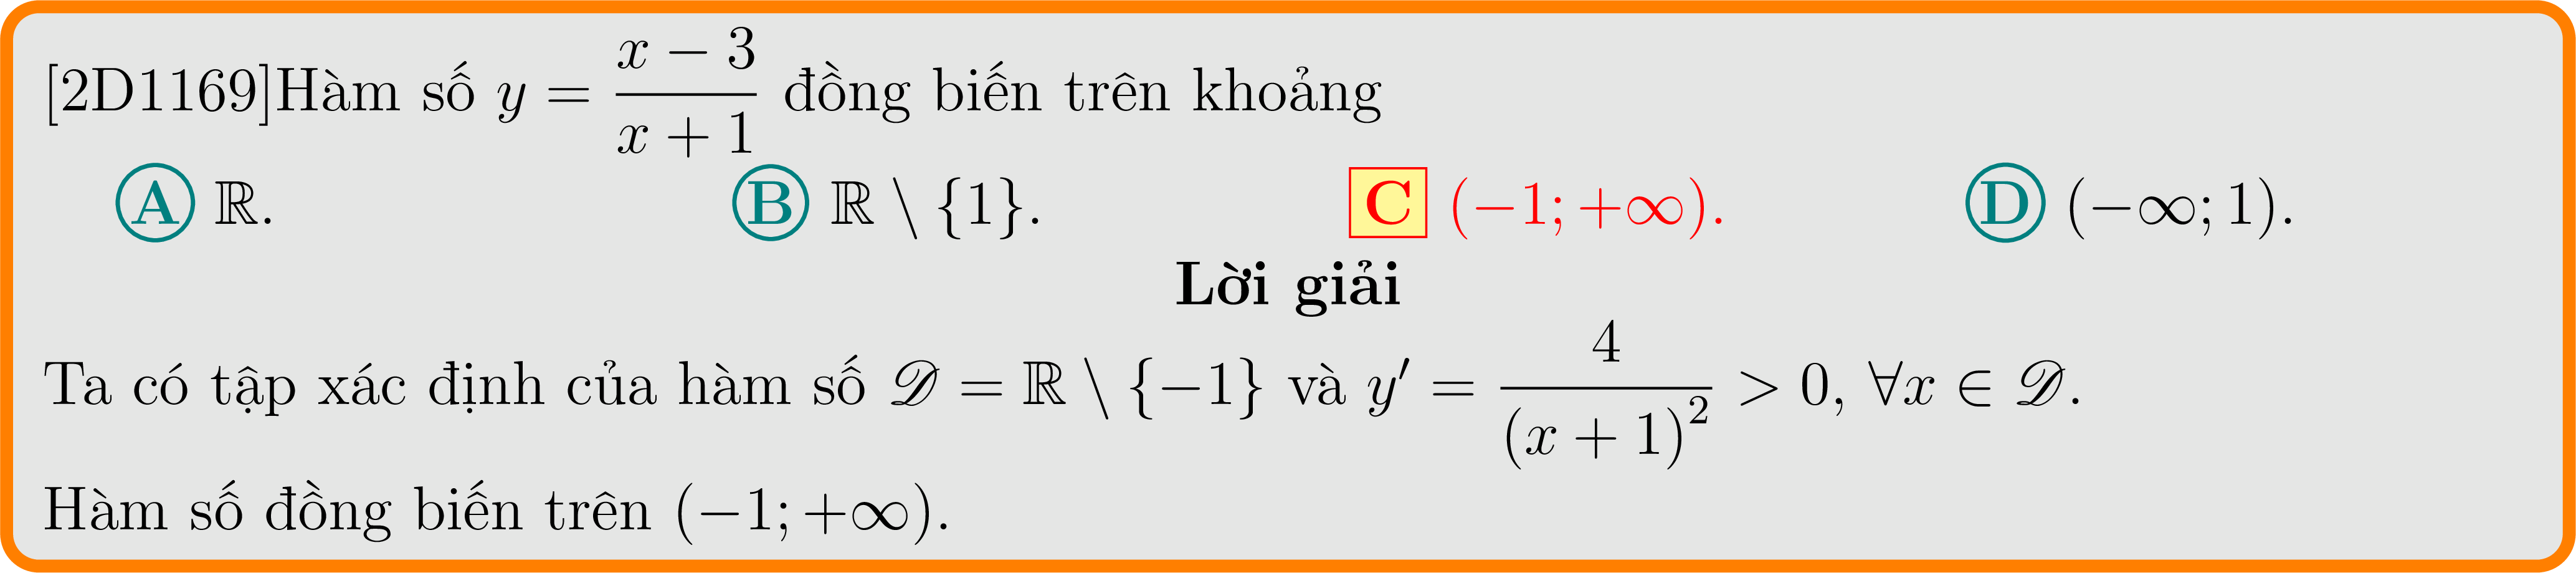 [2D1169]Hàm số $y = \dfrac{x-3}{x+1}$ đồng biến trên khoảng
A $\mathbb{R}$. B $\mathbb{R} \setminus \{1\}$. C $(-1; +\infty)$. D $(-\infty; 1)$.
Lời giải
Ta có tập xác định của hàm số $\mathscr{D} = \mathbb{R} \setminus \{-1\}$ và $y' = \dfrac{4}{(x+1)^2} > 0, \forall x \in \mathscr{D}$.
Hàm số đồng biến trên $(-1; +\infty)$.